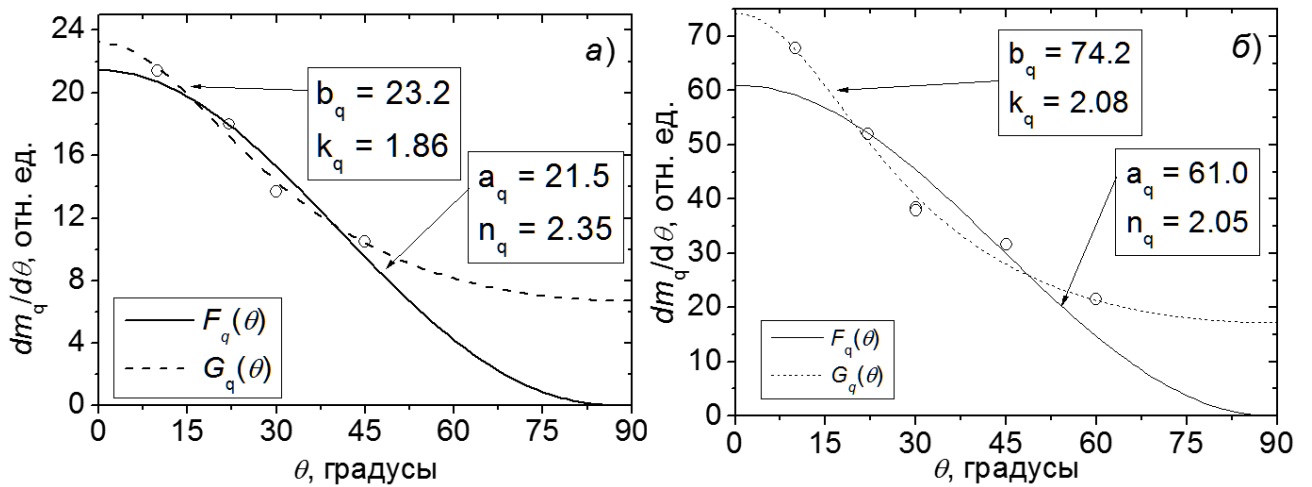 а)
dm_q/dθ, отн. ед.
24
20
16
12
8
4
0
b_q = 23.2
k_q = 1.86
a_q = 21.5
n_q = 2.35
F_q(θ)
G_q(θ)
0 15 30 45 60 75 90
θ, градусы
б)
dm_q/dθ, отн. ед.
75
70
60
50
40
30
20
10
0
b_q = 74.2
k_q = 2.08
a_q = 61.0
n_q = 2.05
F_q(θ)
G_q(θ)
0 15 30 45 60 75 90
θ, градусы